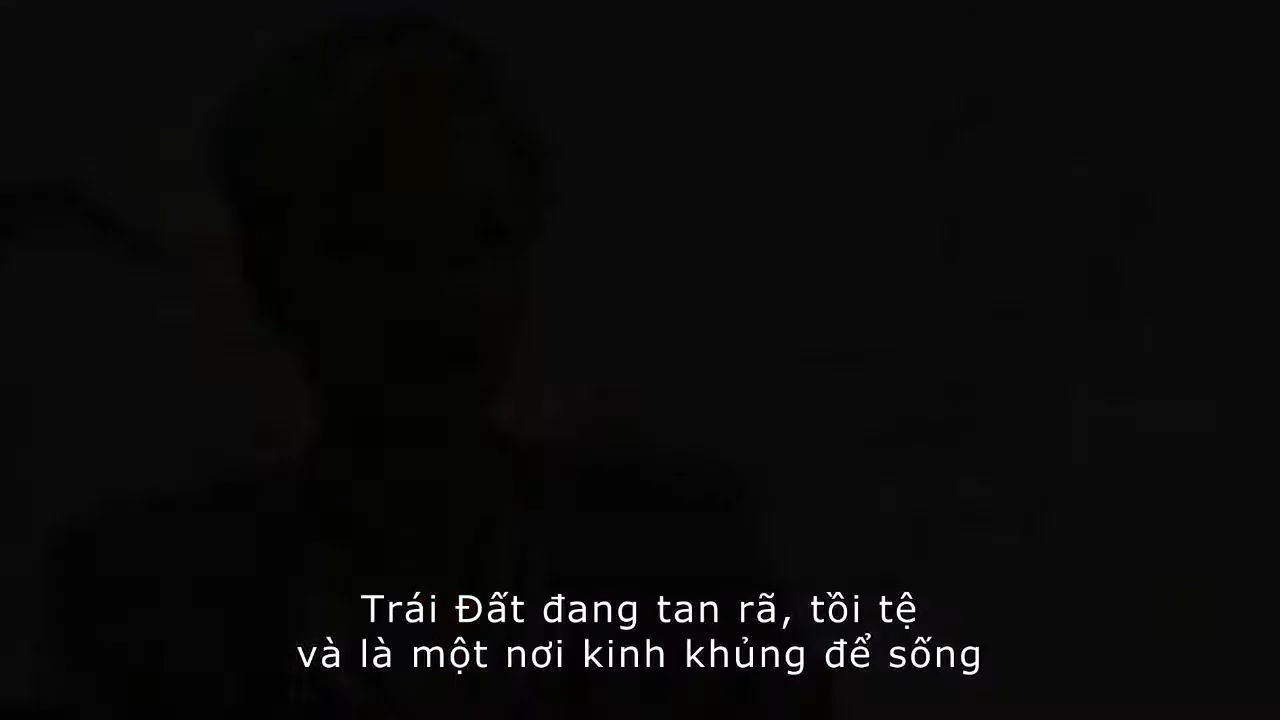 Trái Đất đang tan rã, tồi tệ
và là một nơi kinh khủng để sống